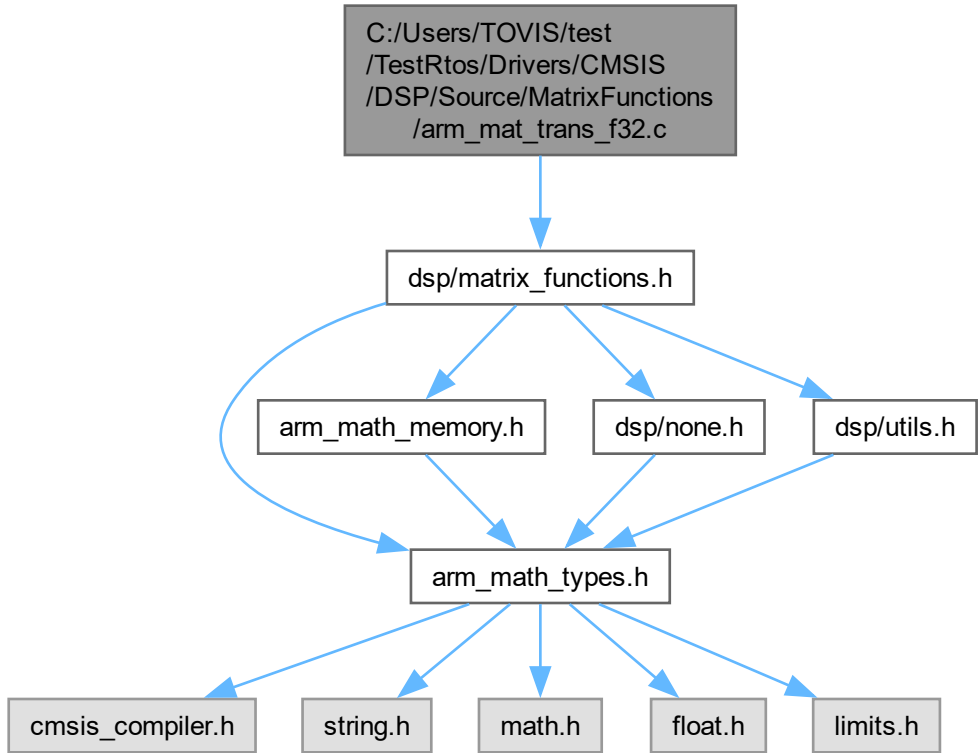 C:/Users/TOVIS/test
/TestRtos/Drivers/CMSIS
/DSP/Source/MatrixFunctions
/arm_mat_trans_f32.c
dsp/matrix_functions.h
arm_math_memory.h
dsp/none.h
dsp/utils.h
arm_math_types.h
cmsis_compiler.h
string.h
math.h
float.h
limits.h